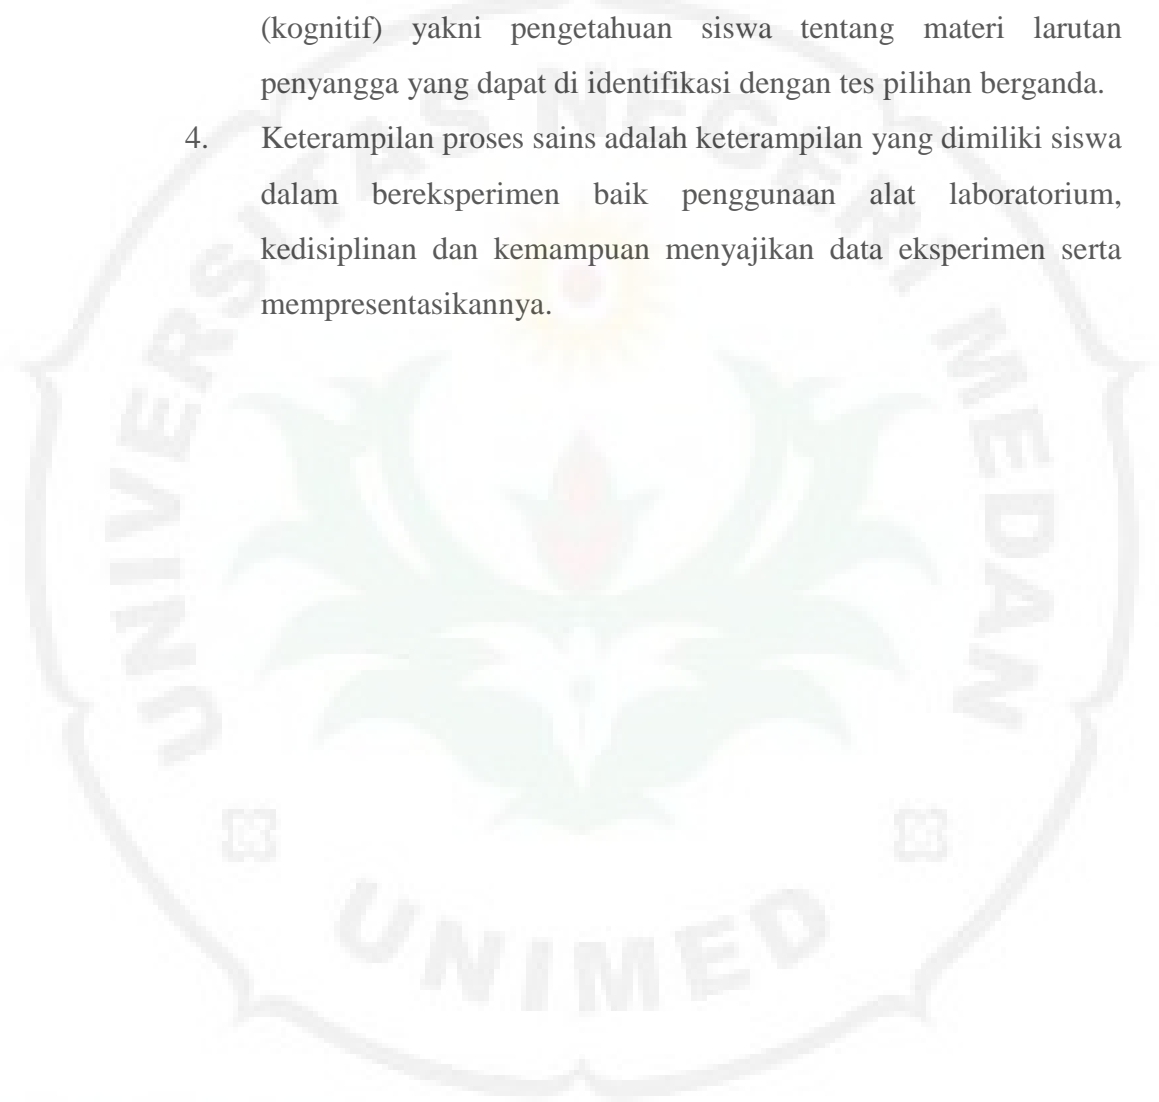 (kognitif) yakni pengetahuan siswa tentang materi larutan
penyangga yang dapat di identifikasi dengan tes pilihan berganda.
4. Keterampilan proses sains adalah keterampilan yang dimiliki siswa
dalam bereksperimen baik penggunaan alat laboratorium,
kedisiplinan dan kemampuan menyajikan data eksperimen serta
mempresentasikannya.
UNIVERSITAS NEGERI MEDAN
UNIMED